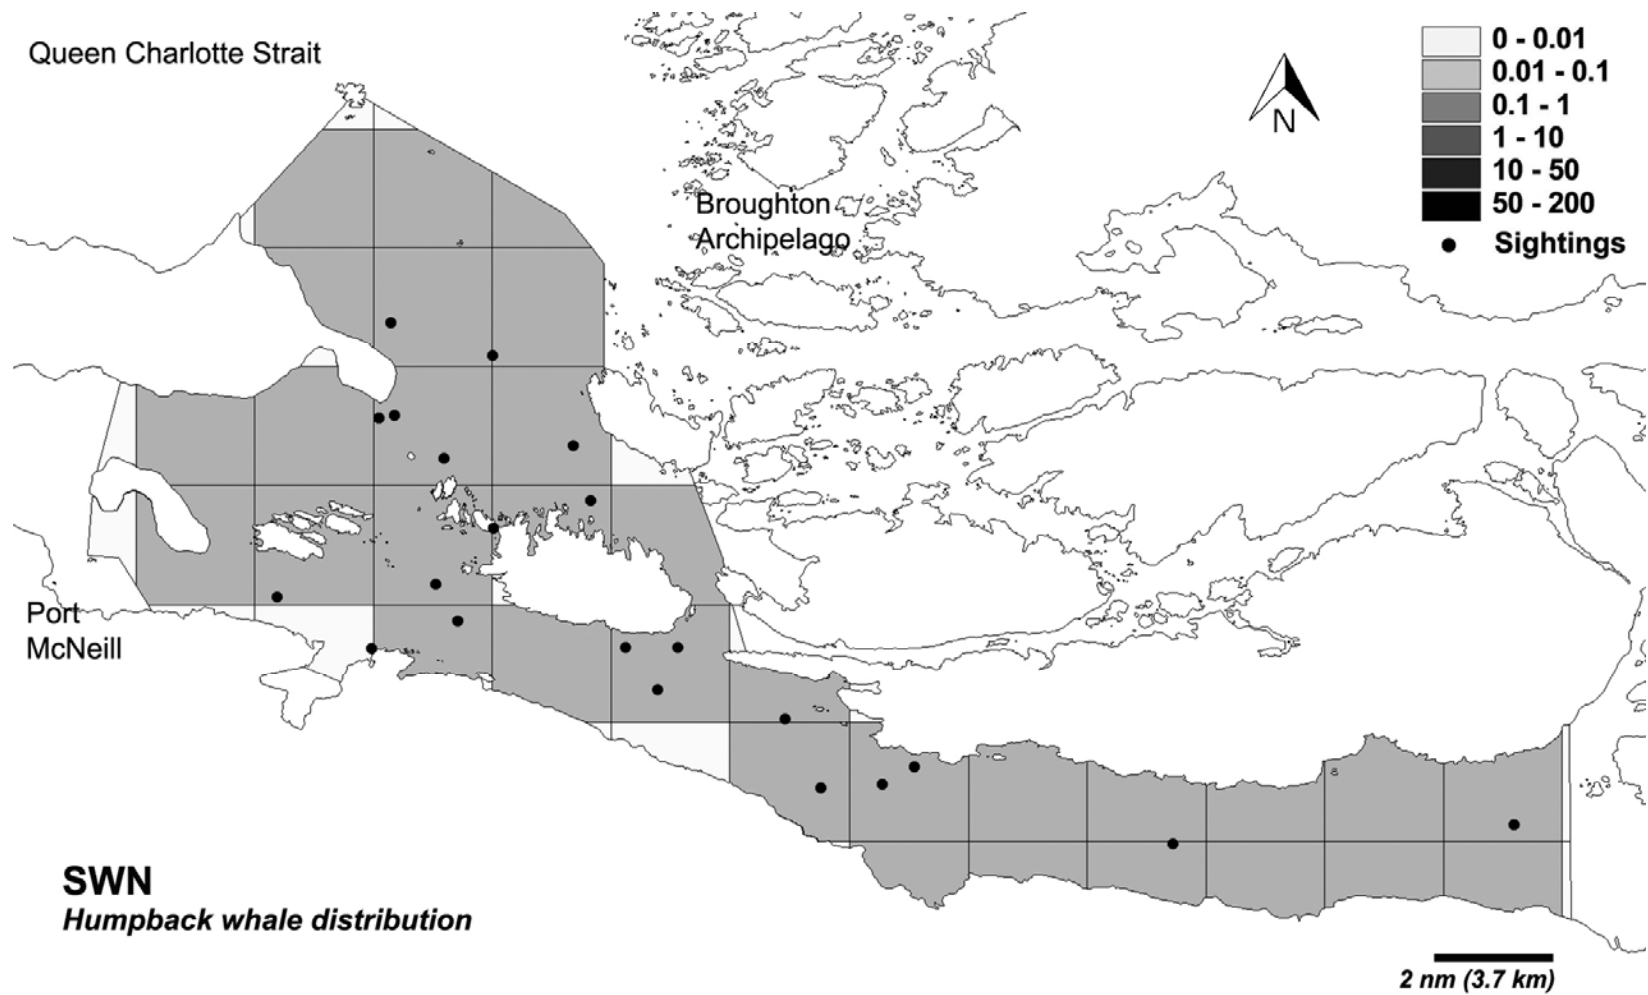 Queen Charlotte Strait
0 - 0.01
0.01 - 0.1
0.1 - 1
1 - 10
10 - 50
50 - 200
Sightings
N
Broughton
Archipelago
Port
McNeill
SWN
Humpback whale distribution
2 nm (3.7 km)